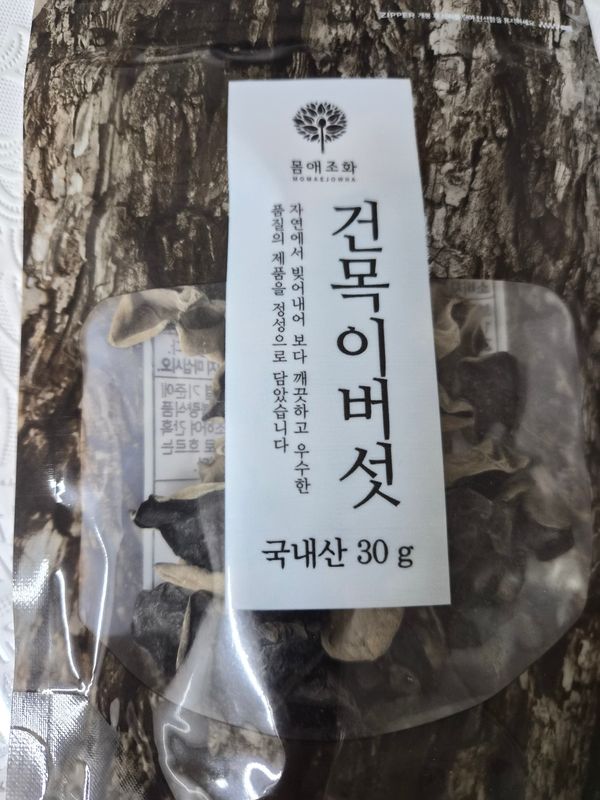 ZIPPER
몸애조화
MOMAEJOWHA
건목이버섯
자연에서 빚어내어 보다 깨끗하고 우수한
품질의 제품을 정성으로 담았습니다
국내산 30 g